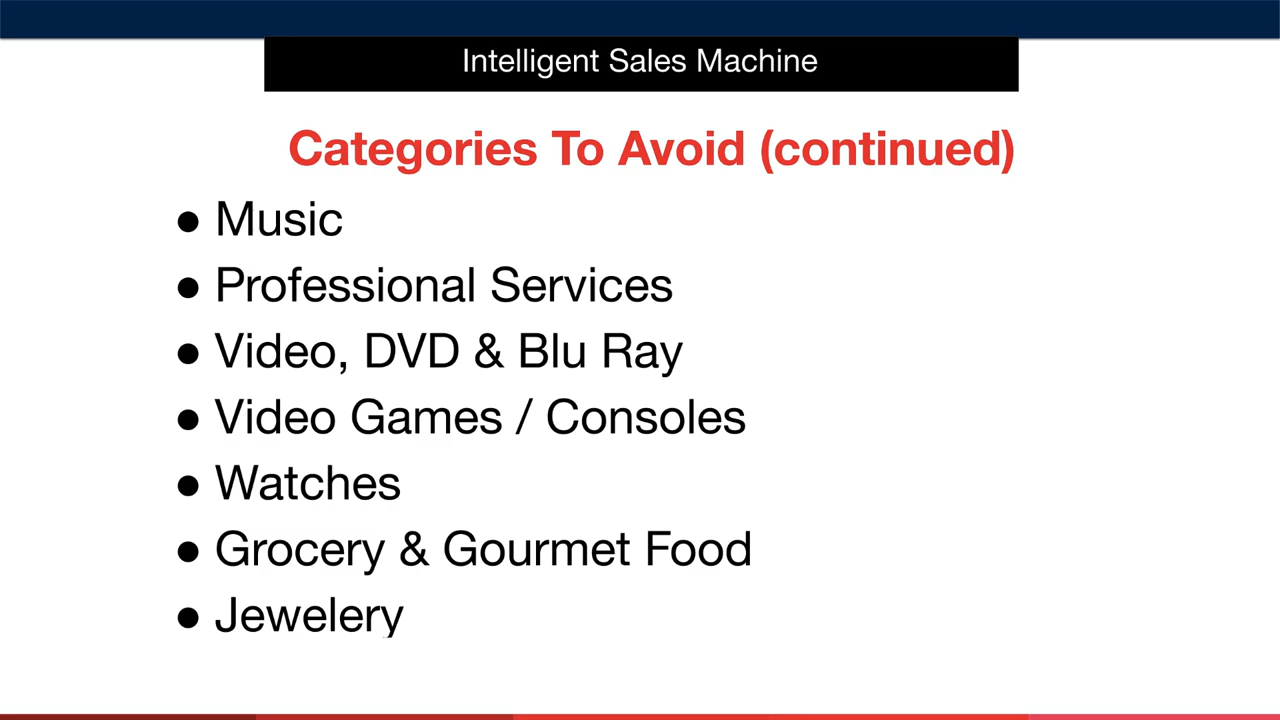 Intelligent Sales Machine
Categories To Avoid (continued)
● Music
● Professional Services
● Video, DVD & Blu Ray
● Video Games / Consoles
● Watches
● Grocery & Gourmet Food
● Jewelery